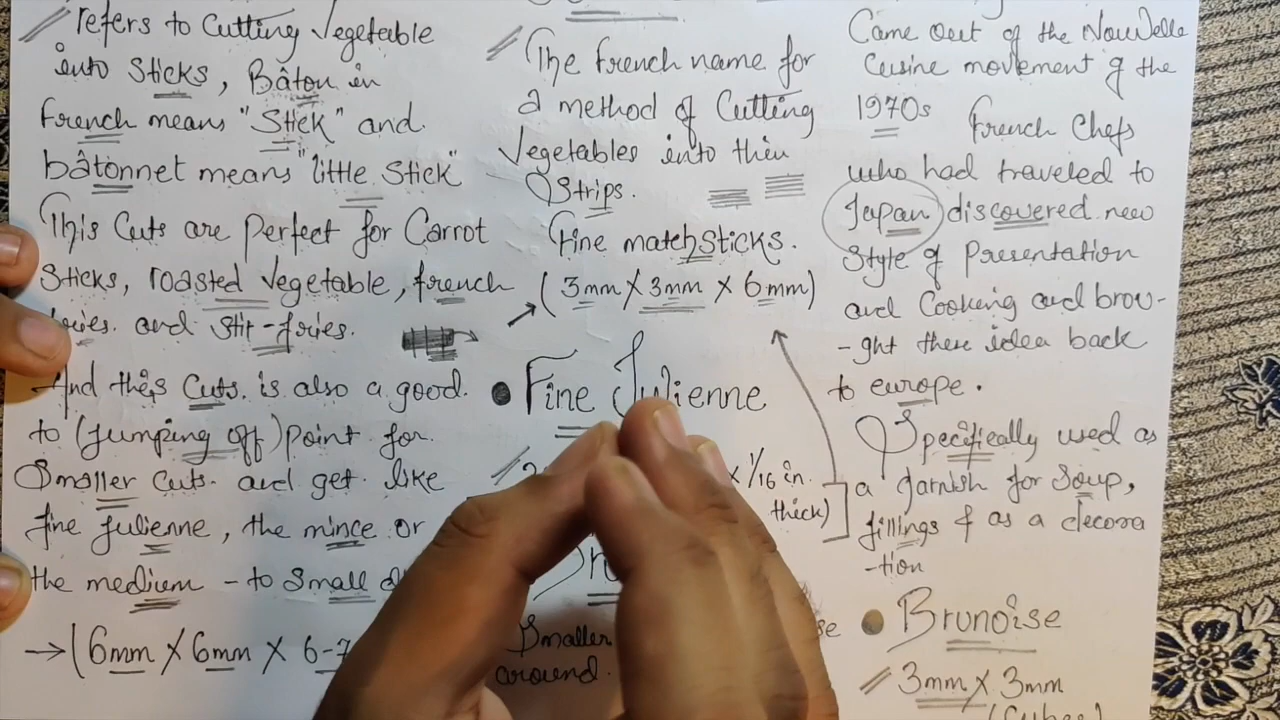 refers to Cutting Vegetable
into Sticks, Bâton in
french means "Stick" and
bâtonnet means "little Stick"
This Cuts are perfect for Carrot
Sticks, roasted vegetable, french
fries. and stir-fries.
And this Cuts. is also a good.
to (Jumping off) point for.
Smaller Cuts. and get like
fine Julienne, the mince or
the medium - to Small
→ (6mm X 6mm X 6-7
The french name for
a method of Cutting
Vegetables into thin
Strips.
Fine matchsticks.
(3mm X 3mm X 6mm)
Fine Julienne
x 1/16 in.
thick)
Smaller
around.
Came out of the Nouvelle
Cuisine movement of the
1970s French Chefs
who had traveled to
Japan discovered new
Style of Presentation
and Cooking and brou-
-ght there idea back
to europe.
Specifically used as
a garnish for Soup,
fillings & as a decora
-tion
Brunoise
3mm X 3mm
(Cubes)